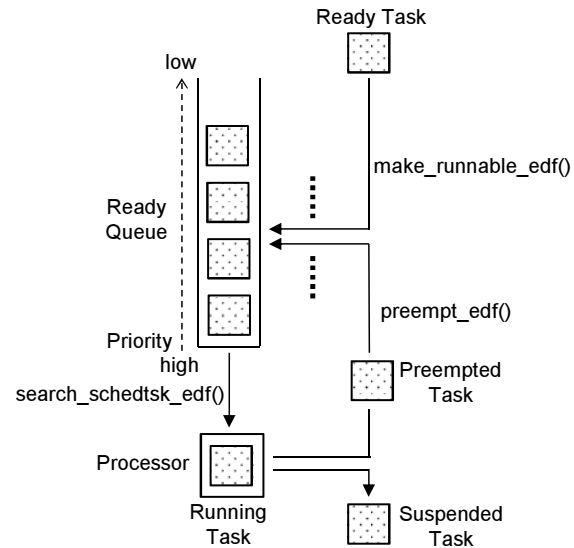 Ready Task
low
make_runnable_edf()
Ready
Queue
preempt_edf()
Priority
high
search_schedtsk_edf()
Preempted
Task
Processor
Running
Task
Suspended
Task